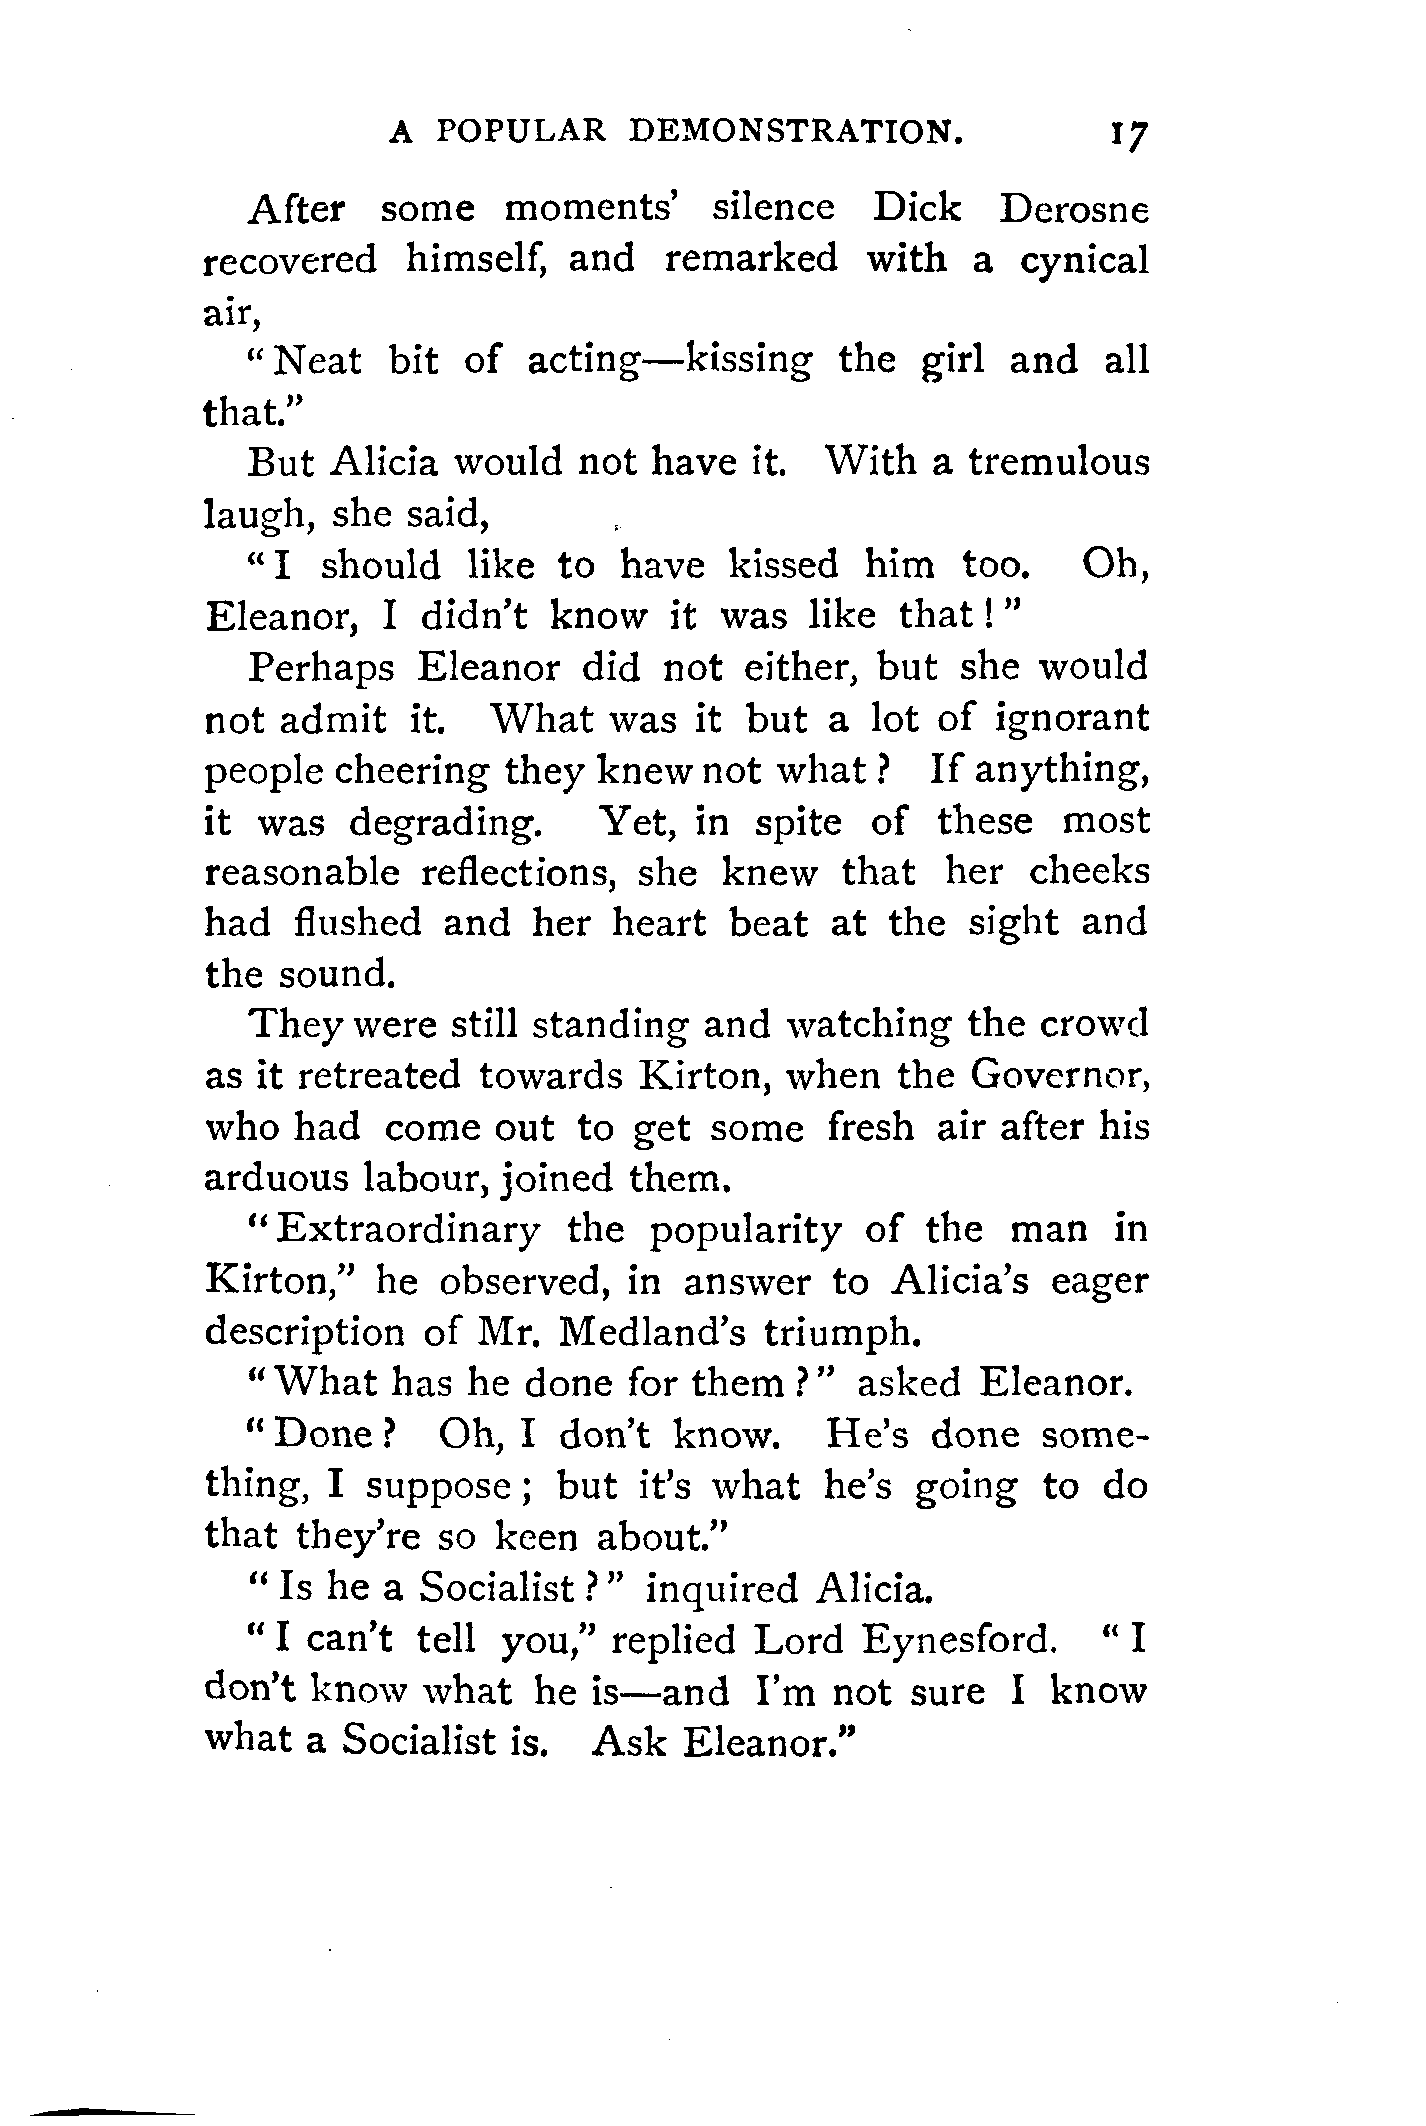 A POPULAR DEMONSTRATION. 17
After some moments' silence Dick Derosne
recovered himself, and remarked with a cynical
air,
"Neat bit of acting—kissing the girl and all
that."
But Alicia would not have it. With a tremulous
laugh, she said,
"I should like to have kissed him too. Oh,
Eleanor, I didn't know it was like that!"
Perhaps Eleanor did not either, but she would
not admit it. What was it but a lot of ignorant
people cheering they knew not what? If anything,
it was degrading. Yet, in spite of these most
reasonable reflections, she knew that her cheeks
had flushed and her heart beat at the sight and
the sound.
They were still standing and watching the crowd
as it retreated towards Kirton, when the Governor,
who had come out to get some fresh air after his
arduous labour, joined them.
"Extraordinary the popularity of the man in
Kirton," he observed, in answer to Alicia's eager
description of Mr. Medland's triumph.
"What has he done for them?" asked Eleanor.
"Done? Oh, I don't know. He's done some-
thing, I suppose; but it's what he's going to do
that they're so keen about."
"Is he a Socialist?" inquired Alicia.
"I can't tell you," replied Lord Eynesford. "I
don't know what he is—and I'm not sure I know
what a Socialist is. Ask Eleanor."